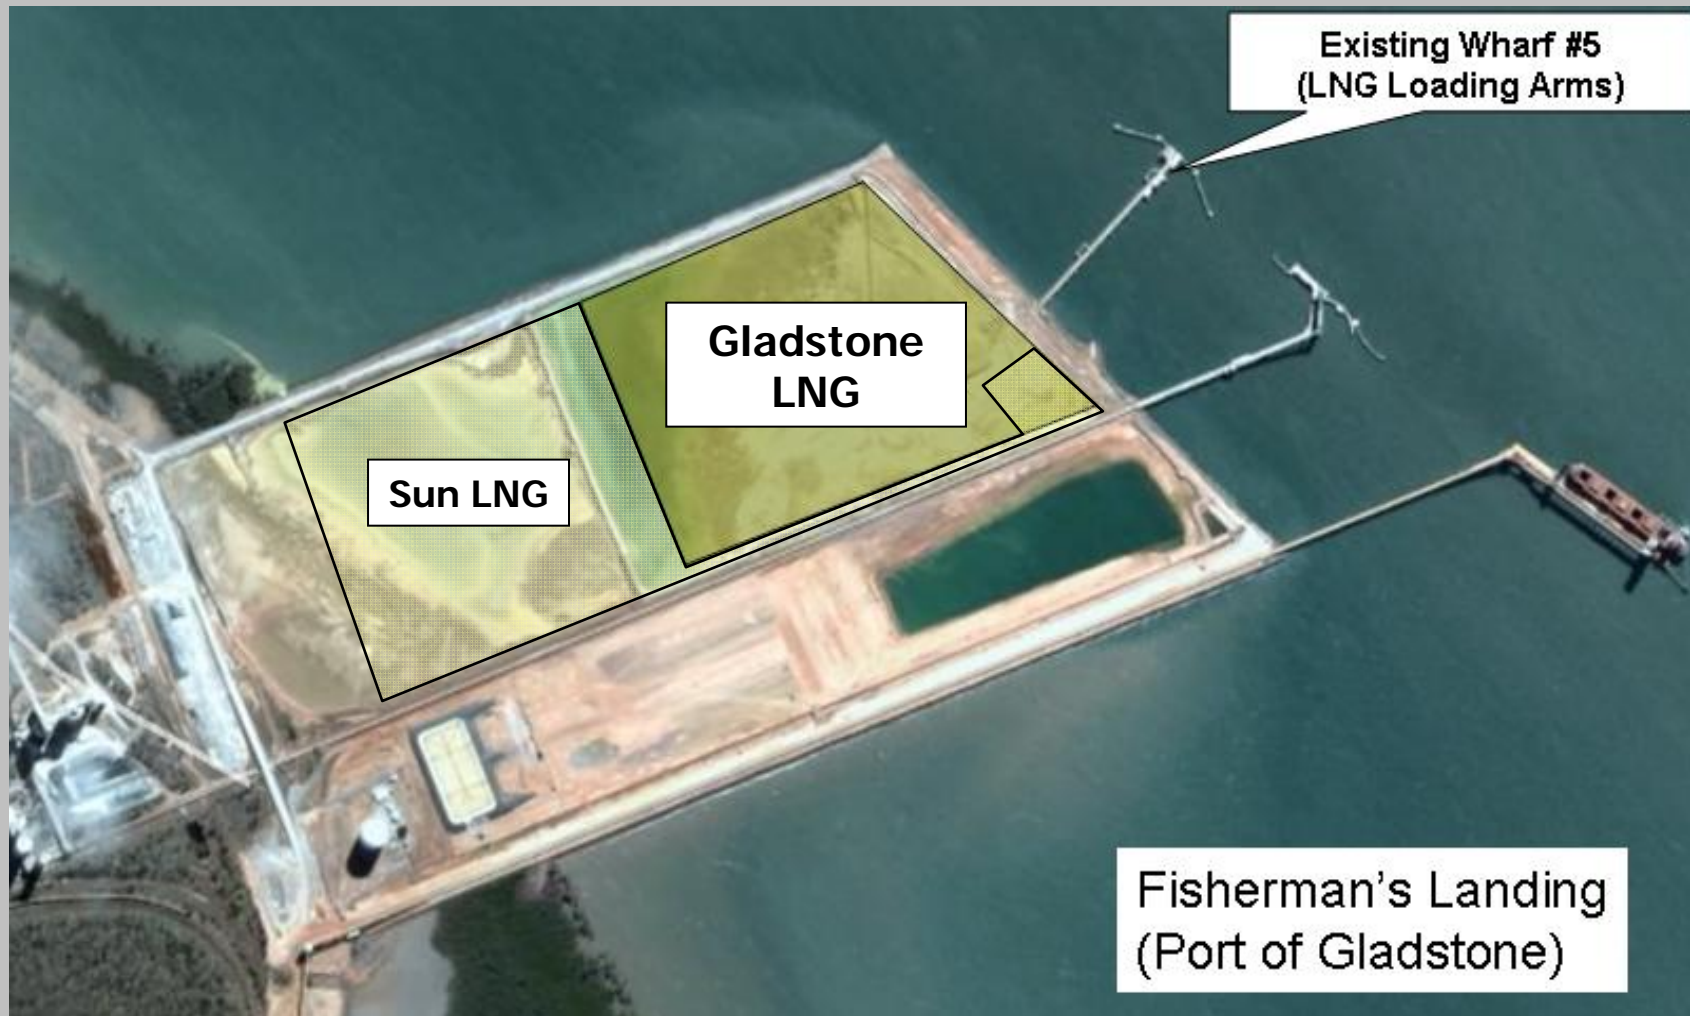 Existing Wharf #5
(LNG Loading Arms)
Gladstone
LNG
Sun LNG
Fisherman's Landing
(Port of Gladstone)